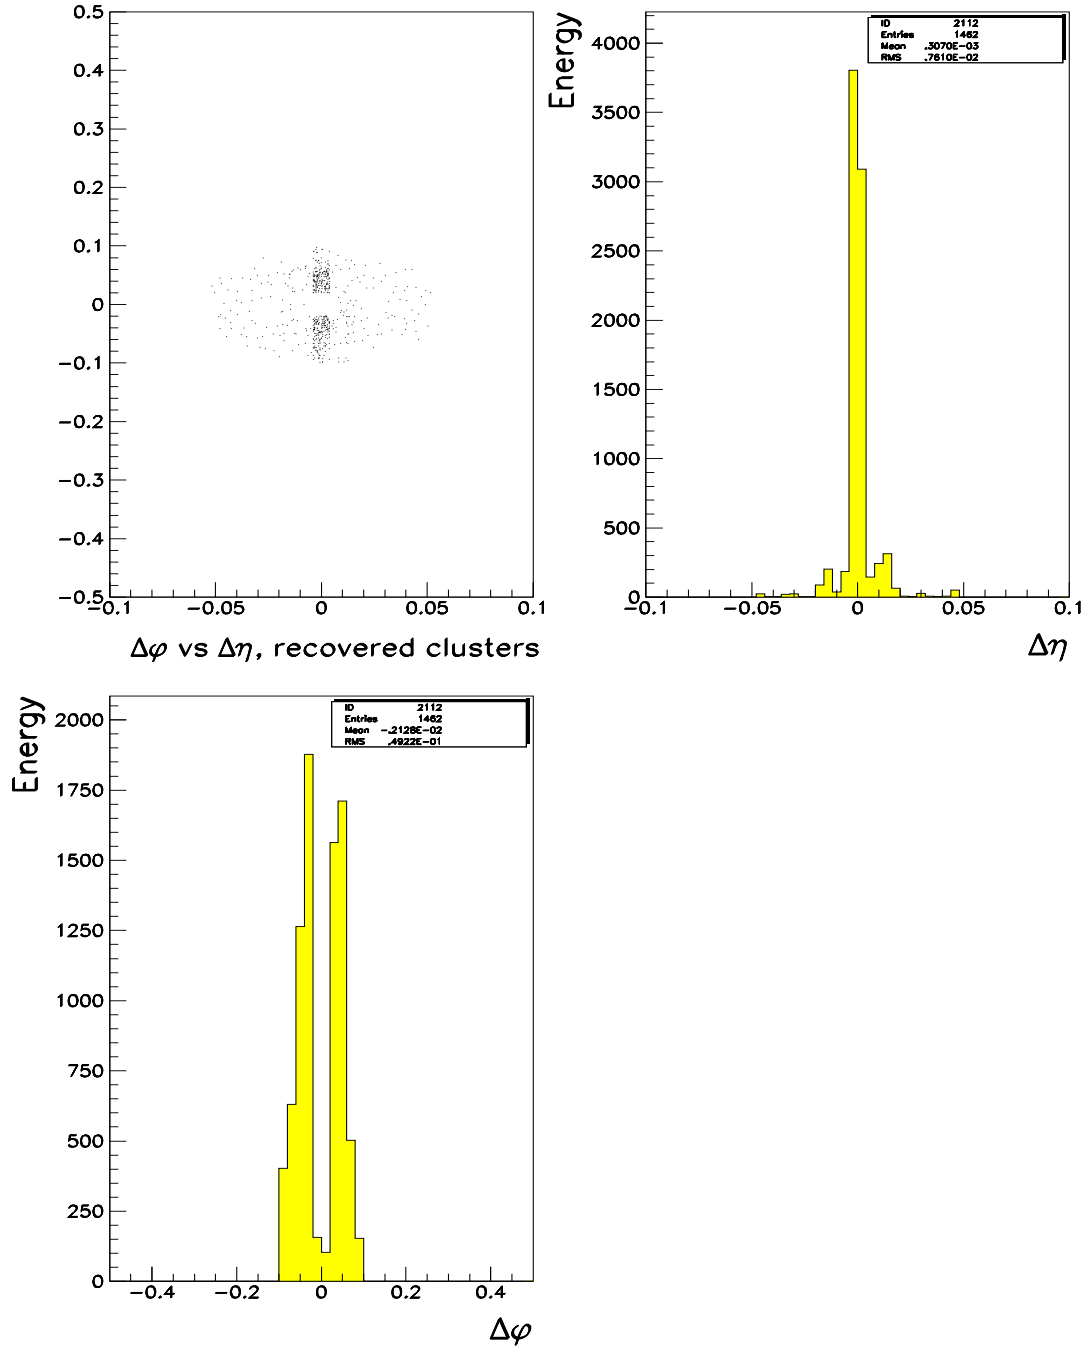 0.5
0.4
0.3
0.2
0.1
0
−0.1
−0.2
−0.3
−0.4
−0.5
−0.1 −0.05 0 0.05 0.1
Δφ vs Δη, recovered clusters
Energy
ID 2112
Entries 1462
Mean .3070E−03
RMS .7610E−02
4000
3500
3000
2500
2000
1500
1000
500
0
−0.1 −0.05 0 0.05 0.1
Δη
Energy
ID 2112
Entries 1462
Mean −.2128E−02
RMS .4922E−01
2000
1750
1500
1250
1000
750
500
250
0
−0.4 −0.2 0 0.2 0.4
Δφ